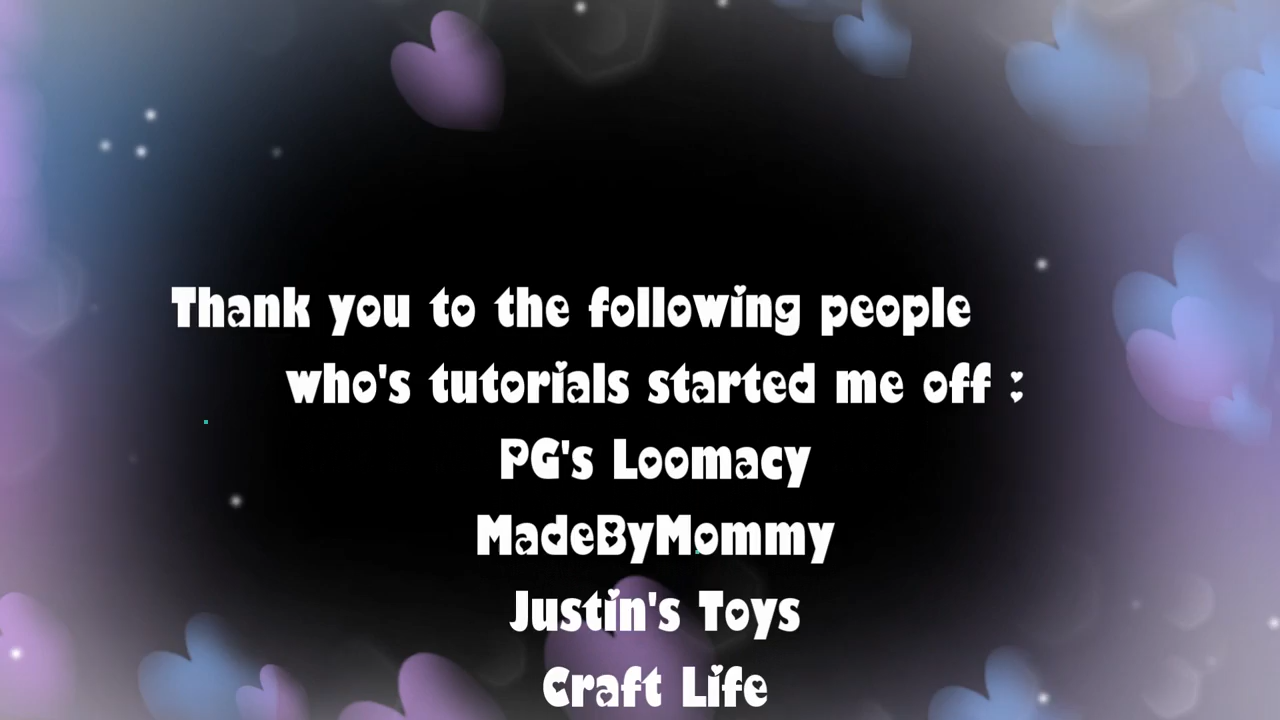 Thank you to the following people
who's tutorials started me off :
PG's Loomacy
MadeByMommy
Justin's Toys
Craft Life